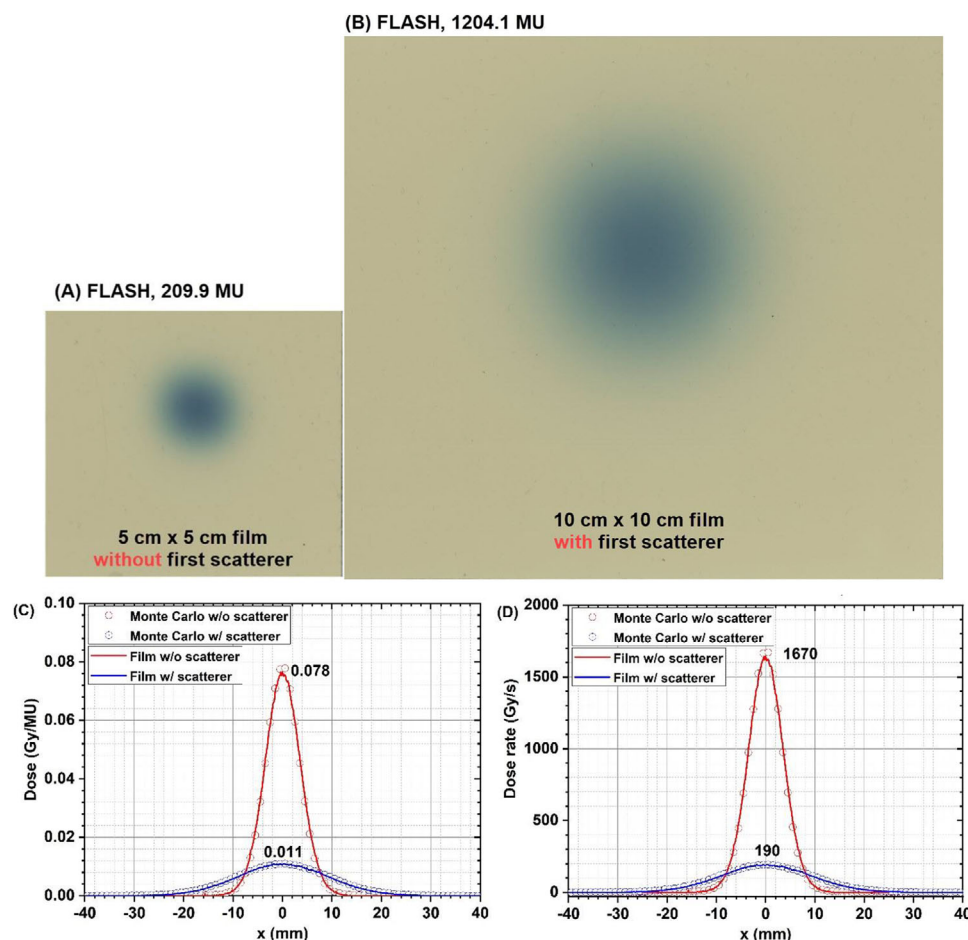 (B) FLASH, 1204.1 MU
(A) FLASH, 209.9 MU
5 cm x 5 cm film
without first scatterer
10 cm x 10 cm film
with first scatterer
(C)
Monte Carlo w/o scatterer
Monte Carlo w/ scatterer
Film w/o scatterer
Film w/ scatterer
0.078
0.011
0.10
0.08
0.06
0.04
0.02
0.00
Dose (Gy/MU)
-40 -30 -20 -10 0 10 20 30 40
x (mm)
(D)
Monte Carlo w/o scatterer
Monte Carlo w/ scatterer
Film w/o scatterer
Film w/ scatterer
1670
190
2000
1500
1000
500
0
Dose rate (Gy/s)
-40 -30 -20 -10 0 10 20 30 40
x (mm)